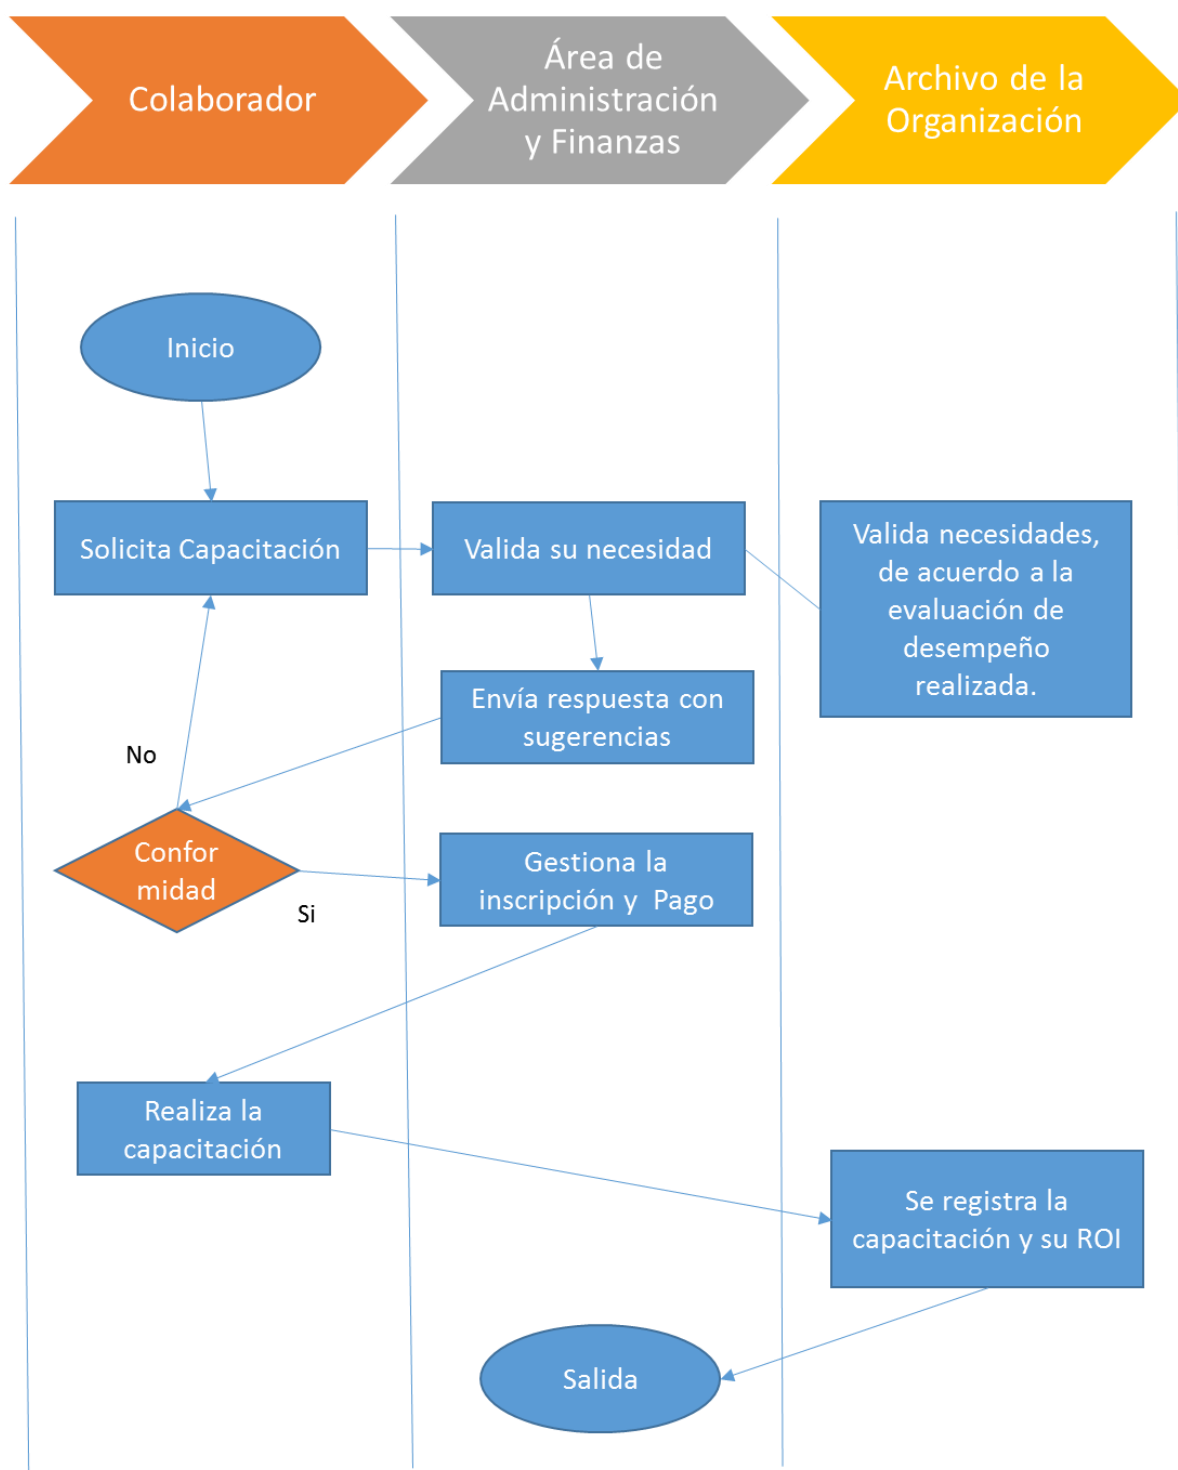 Colaborador
Área de
Administración
y Finanzas
Archivo de la
Organización
Inicio
Solicita Capacitación
Valida su necesidad
Valida necesidades,
de acuerdo a la
evaluación de
desempeño
realizada.
Envía respuesta con
sugerencias
No
Confor
midad
Si
Gestiona la
inscripción y Pago
Realiza la
capacitación
Se registra la
capacitación y su ROI
Salida